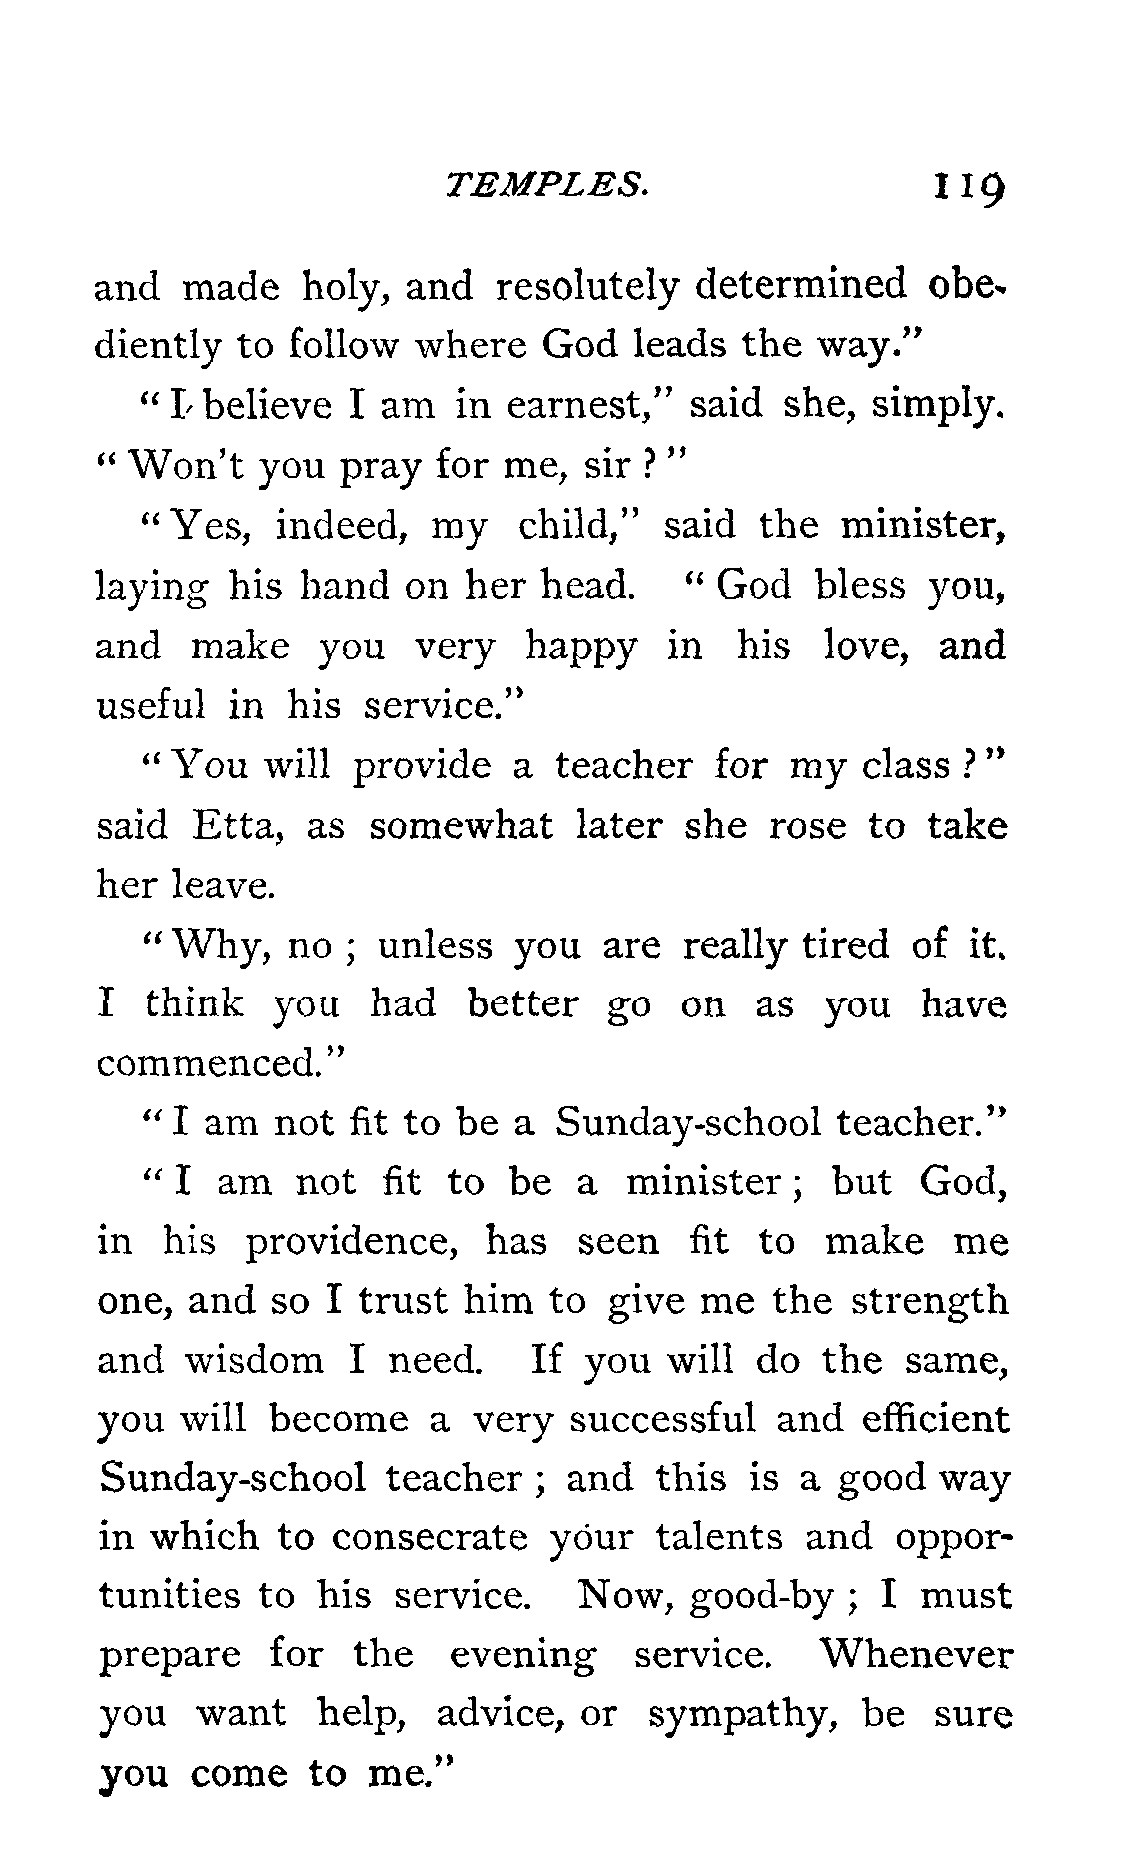 TEMPLES. 119
and made holy, and resolutely determined obe-
diently to follow where God leads the way."
"I believe I am in earnest," said she, simply.
"Won't you pray for me, sir?"
"Yes, indeed, my child," said the minister,
laying his hand on her head. "God bless you,
and make you very happy in his love, and
useful in his service."
"You will provide a teacher for my class?"
said Etta, as somewhat later she rose to take
her leave.
"Why, no; unless you are really tired of it.
I think you had better go on as you have
commenced."
"I am not fit to be a Sunday-school teacher."
"I am not fit to be a minister; but God,
in his providence, has seen fit to make me
one, and so I trust him to give me the strength
and wisdom I need. If you will do the same,
you will become a very successful and efficient
Sunday-school teacher; and this is a good way
in which to consecrate your talents and oppor-
tunities to his service. Now, good-by; I must
prepare for the evening service. Whenever
you want help, advice, or sympathy, be sure
you come to me."